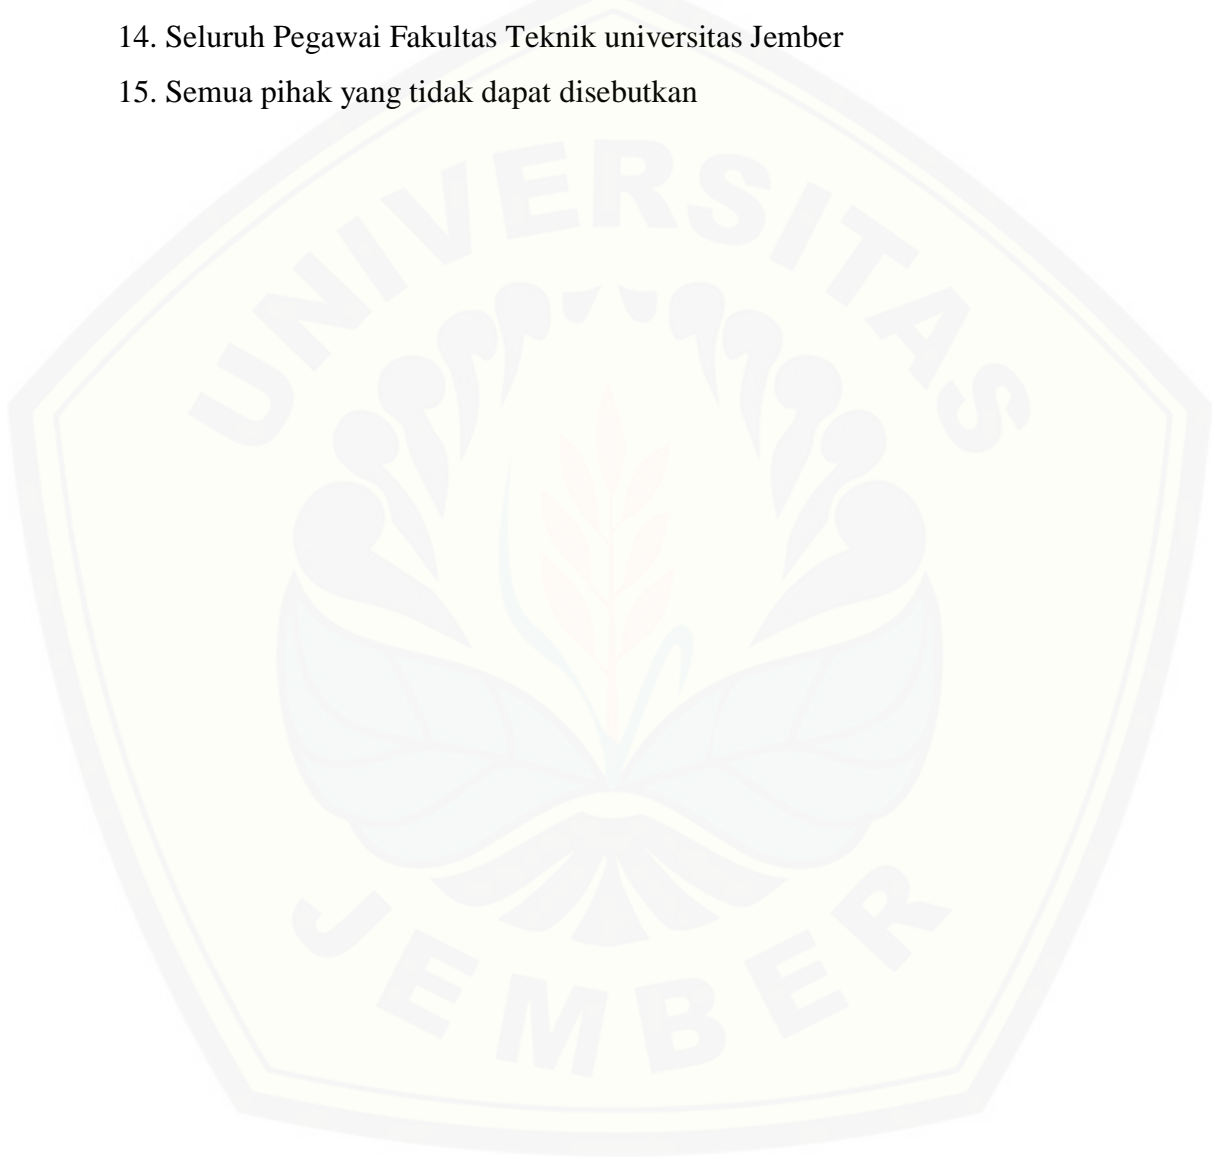 14. Seluruh Pegawai Fakultas Teknik universitas Jember
15. Semua pihak yang tidak dapat disebutkan
UNIVERSITAS
JEMBER